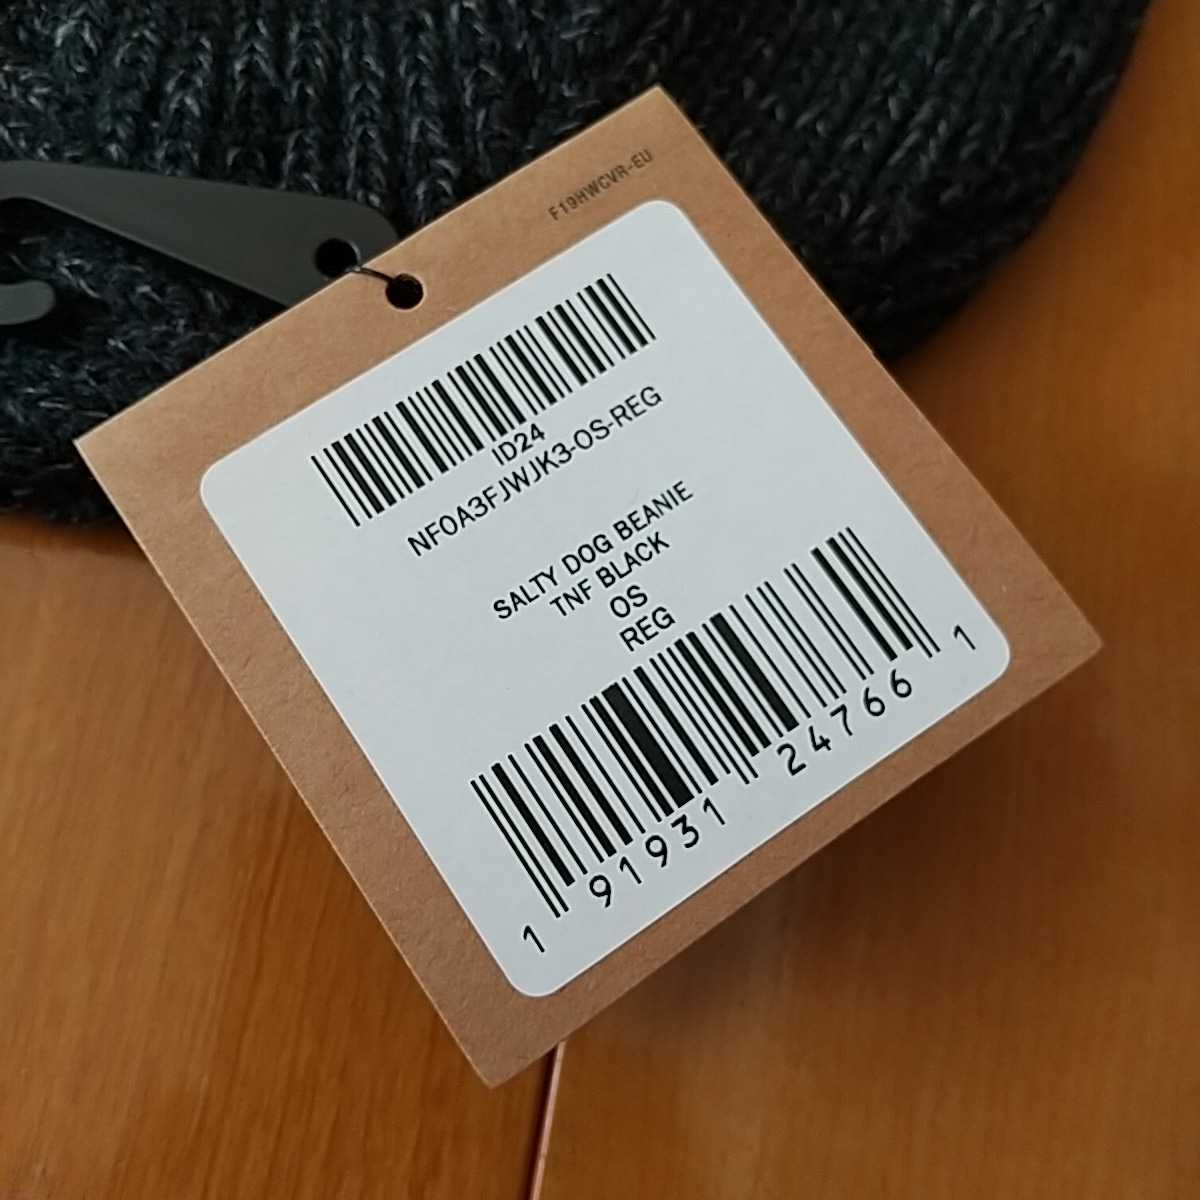 F19HWCVR-EU
ID24
NF0A3FJWJK3-OS-REG
SALTY DOG BEANIE
TNF BLACK
OS
REG
1 91931 24766 1